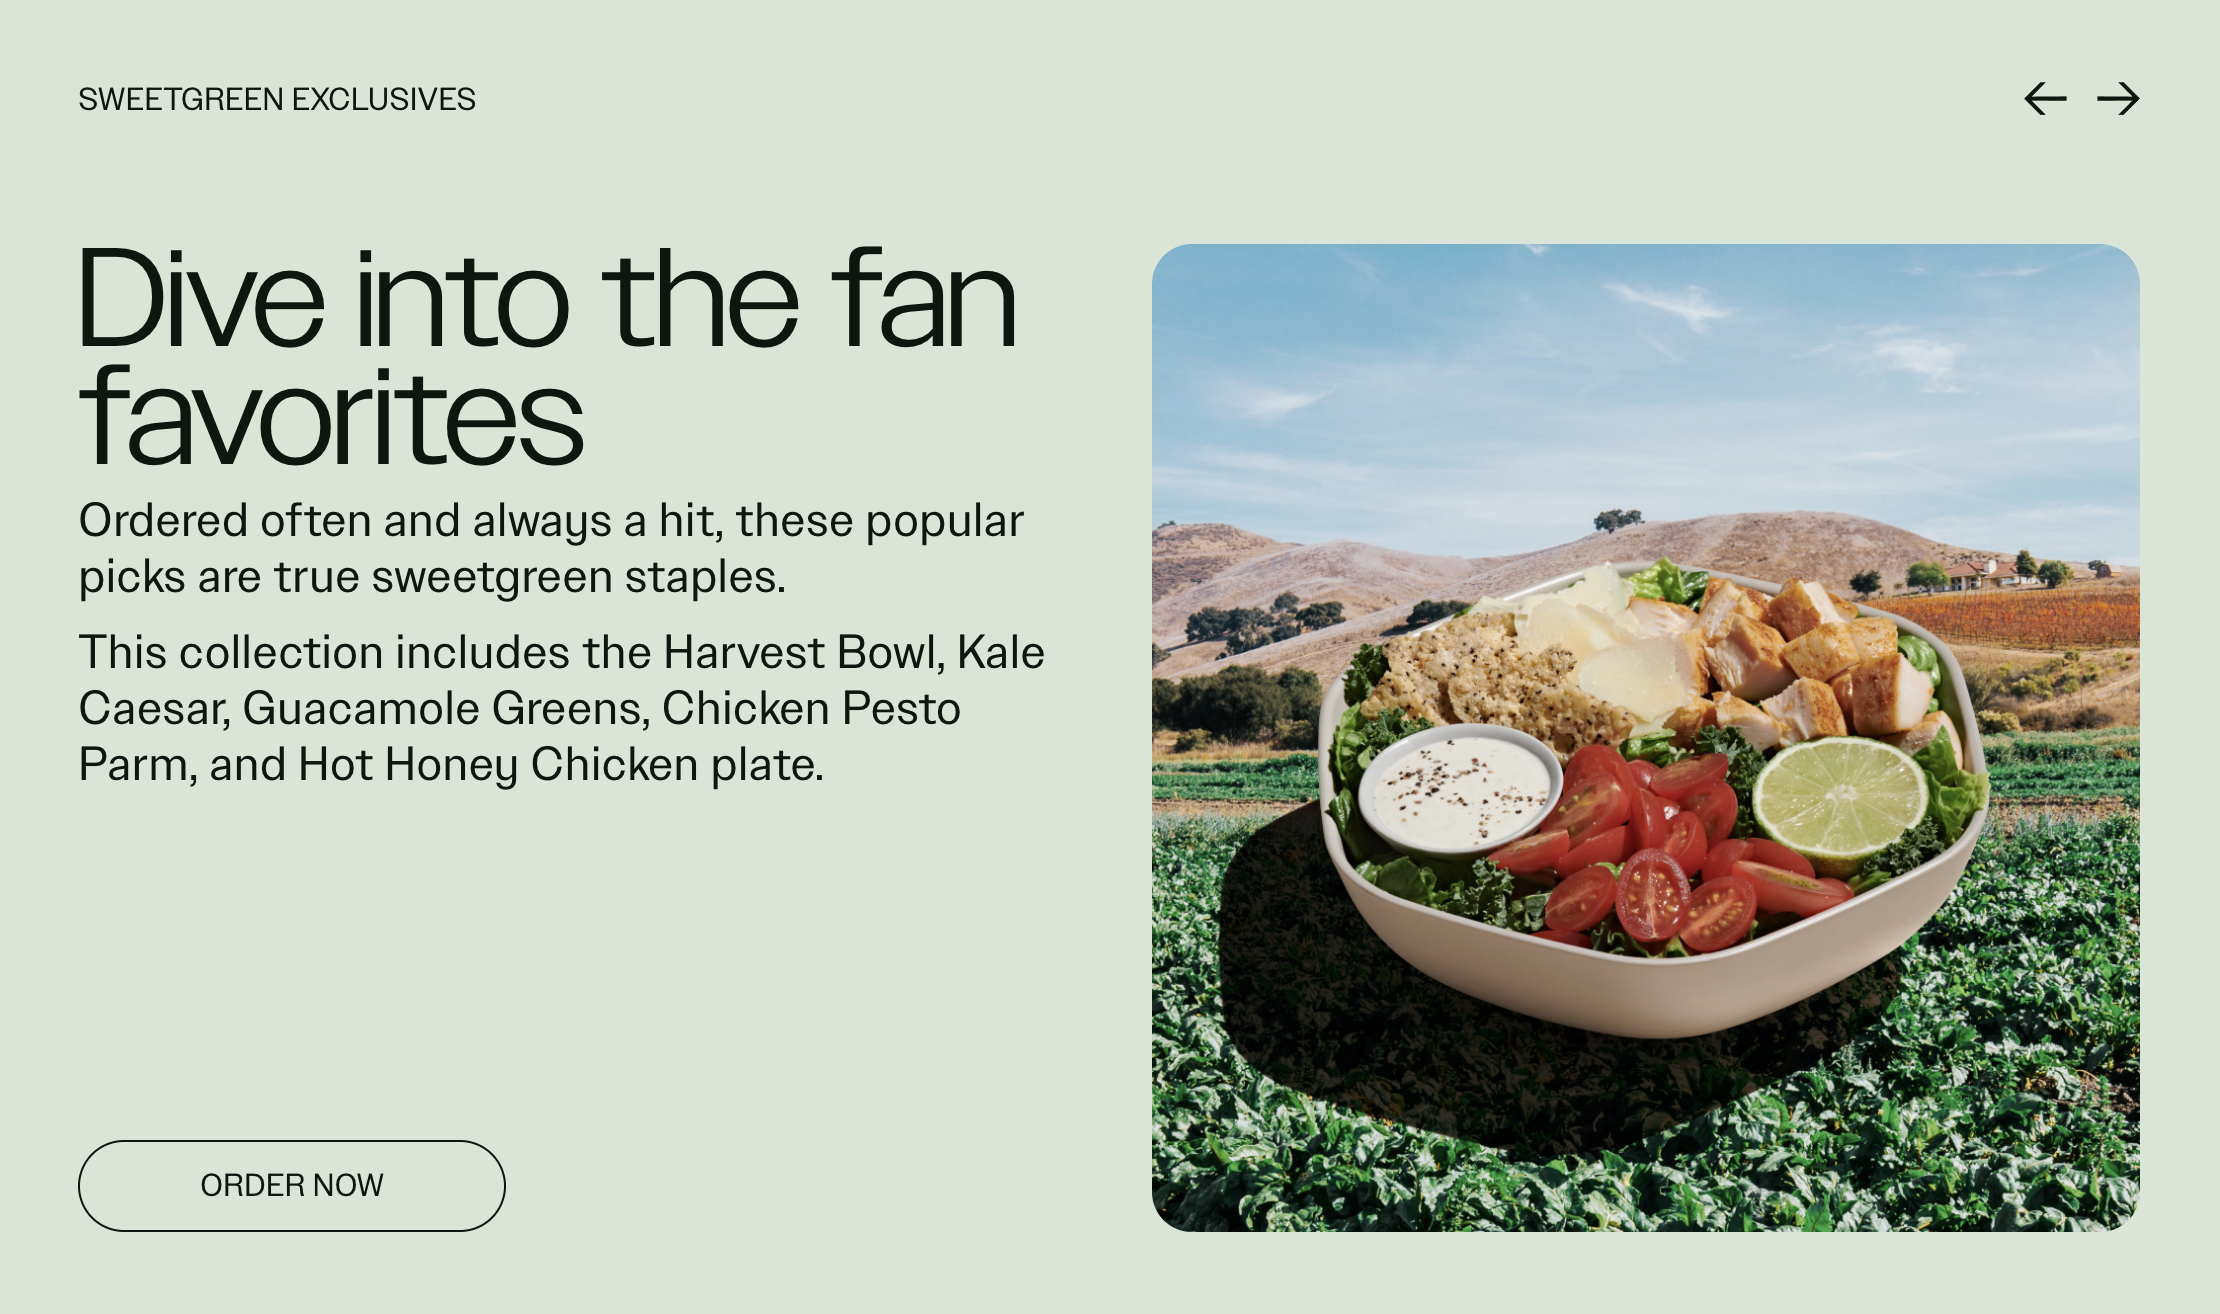 SWEETGREEN EXCLUSIVES
Dive into the fan
favorites
Ordered often and always a hit, these popular
picks are true sweetgreen staples.
This collection includes the Harvest Bowl, Kale
Caesar, Guacamole Greens, Chicken Pesto
Parm, and Hot Honey Chicken plate.
ORDER NOW